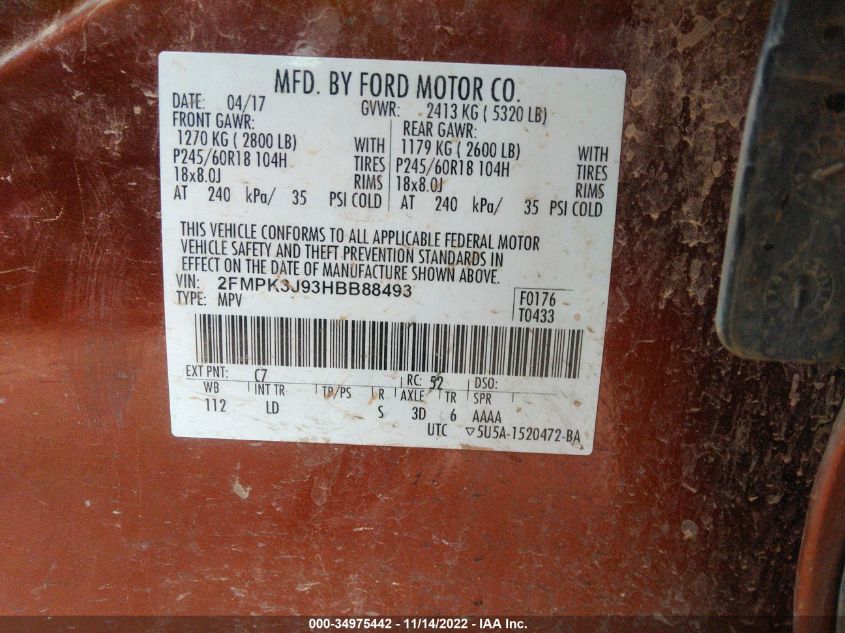 MFD. BY FORD MOTOR CO.
DATE: 04/17 GVWR: 2413 KG ( 5320 LB)
FRONT GAWR: REAR GAWR:
1270 KG ( 2800 LB) WITH 1179 KG ( 2600 LB) WITH
P245/60R18 104H TIRES P245/60R18 104H TIRES
18x8.0J RIMS 18x8.0J RIMS
AT 240 kPa/ 35 PSI COLD AT 240 kPa/ 35 PSI COLD
THIS VEHICLE CONFORMS TO ALL APPLICABLE FEDERAL MOTOR
VEHICLE SAFETY AND THEFT PREVENTION STANDARDS IN
EFFECT ON THE DATE OF MANUFACTURE SHOWN ABOVE.
VIN: 2FMPK3J93HBB88493 F0176
TYPE: MPV T0433
EXT PNT: C7 RC: 52 DSO:
WB INT TR TP/PS R AXLE TR SPR
112 LD S 3D 6 AAAA
UTC ▽5U5A-1520472-BA
000-34975442 - 11/14/2022 - IAA Inc.